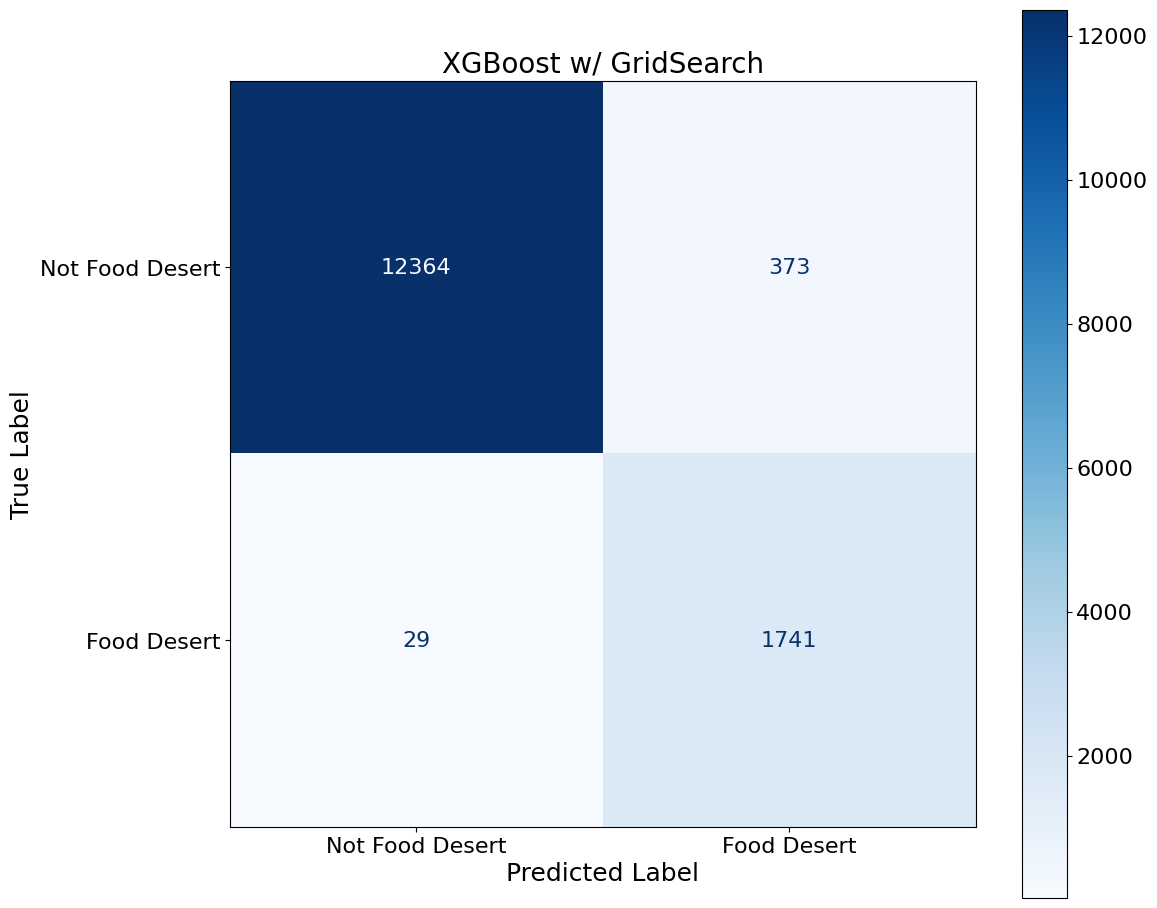 XGBoost w/ GridSearch
True Label
Not Food Desert
Food Desert
12364
373
29
1741
Not Food Desert
Food Desert
Predicted Label
12000
10000
8000
6000
4000
2000